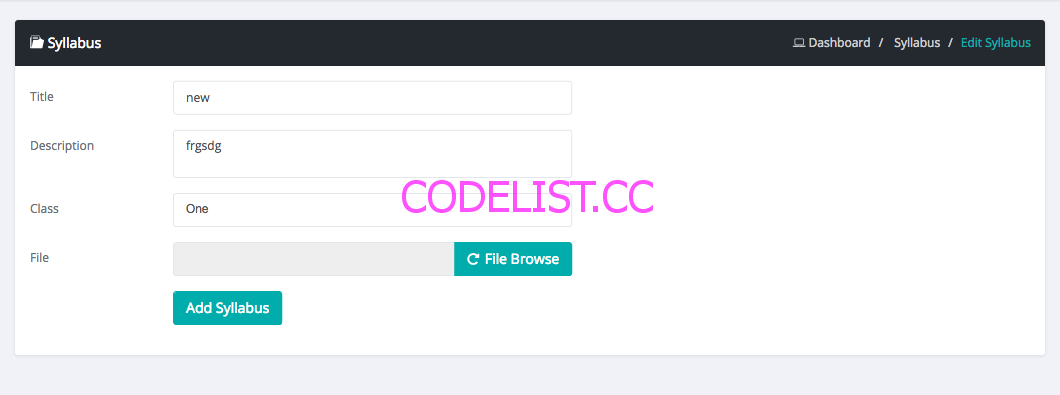 Syllabus
Dashboard / Syllabus / Edit Syllabus
Title
new
Description
frgsdg
CODELIST.CC
Class
One
File
File Browse
Add Syllabus